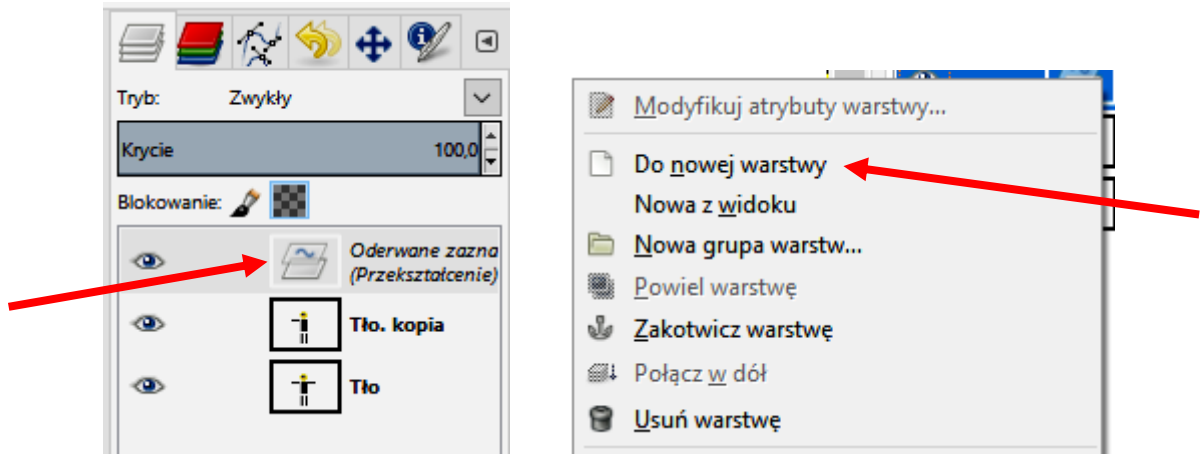 Tryb: Zwykły
Krycie 100,0
Blokowanie:
Oderwane zazna
(Przekształcenie)
Tło. kopia
Tło
Modyfikuj atrybuty warstwy...
Do nowej warstwy
Nowa z widoku
Nowa grupa warstw...
Powiel warstwę
Zakotwicz warstwę
Połącz w dół
Usuń warstwę